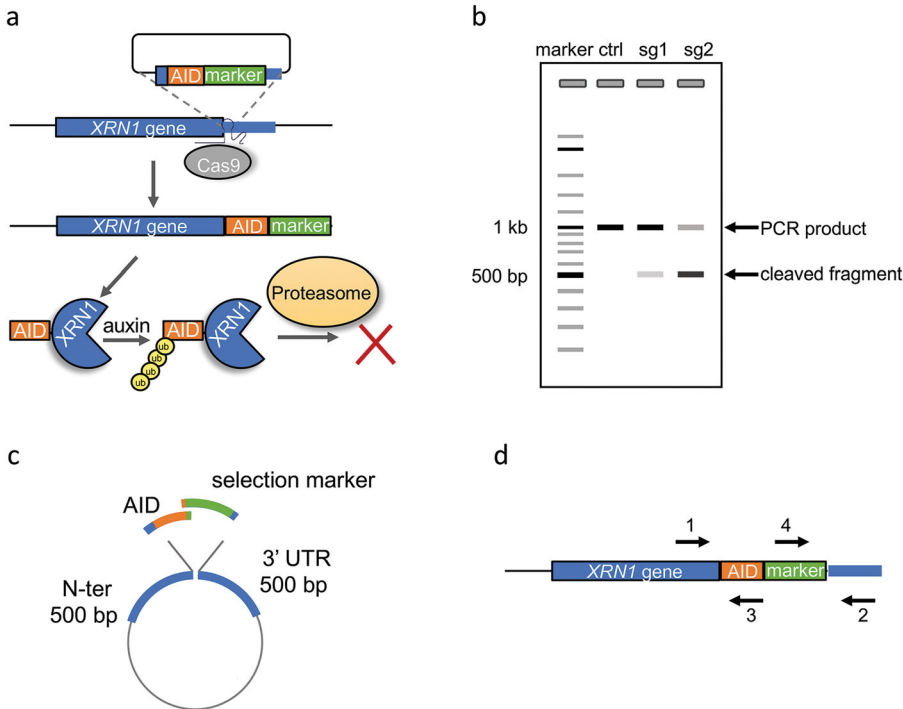 a
AID marker
XRN1 gene
Cas9
XRN1 gene AID marker
Proteasome
AID XRN1 auxin AID XRN1
ub
ub
ub
ub
b
marker ctrl sg1 sg2
1 kb PCR product
500 bp cleaved fragment
c
selection marker
AID
N-ter
500 bp
3’ UTR
500 bp
d
1 4
XRN1 gene AID marker
3 2